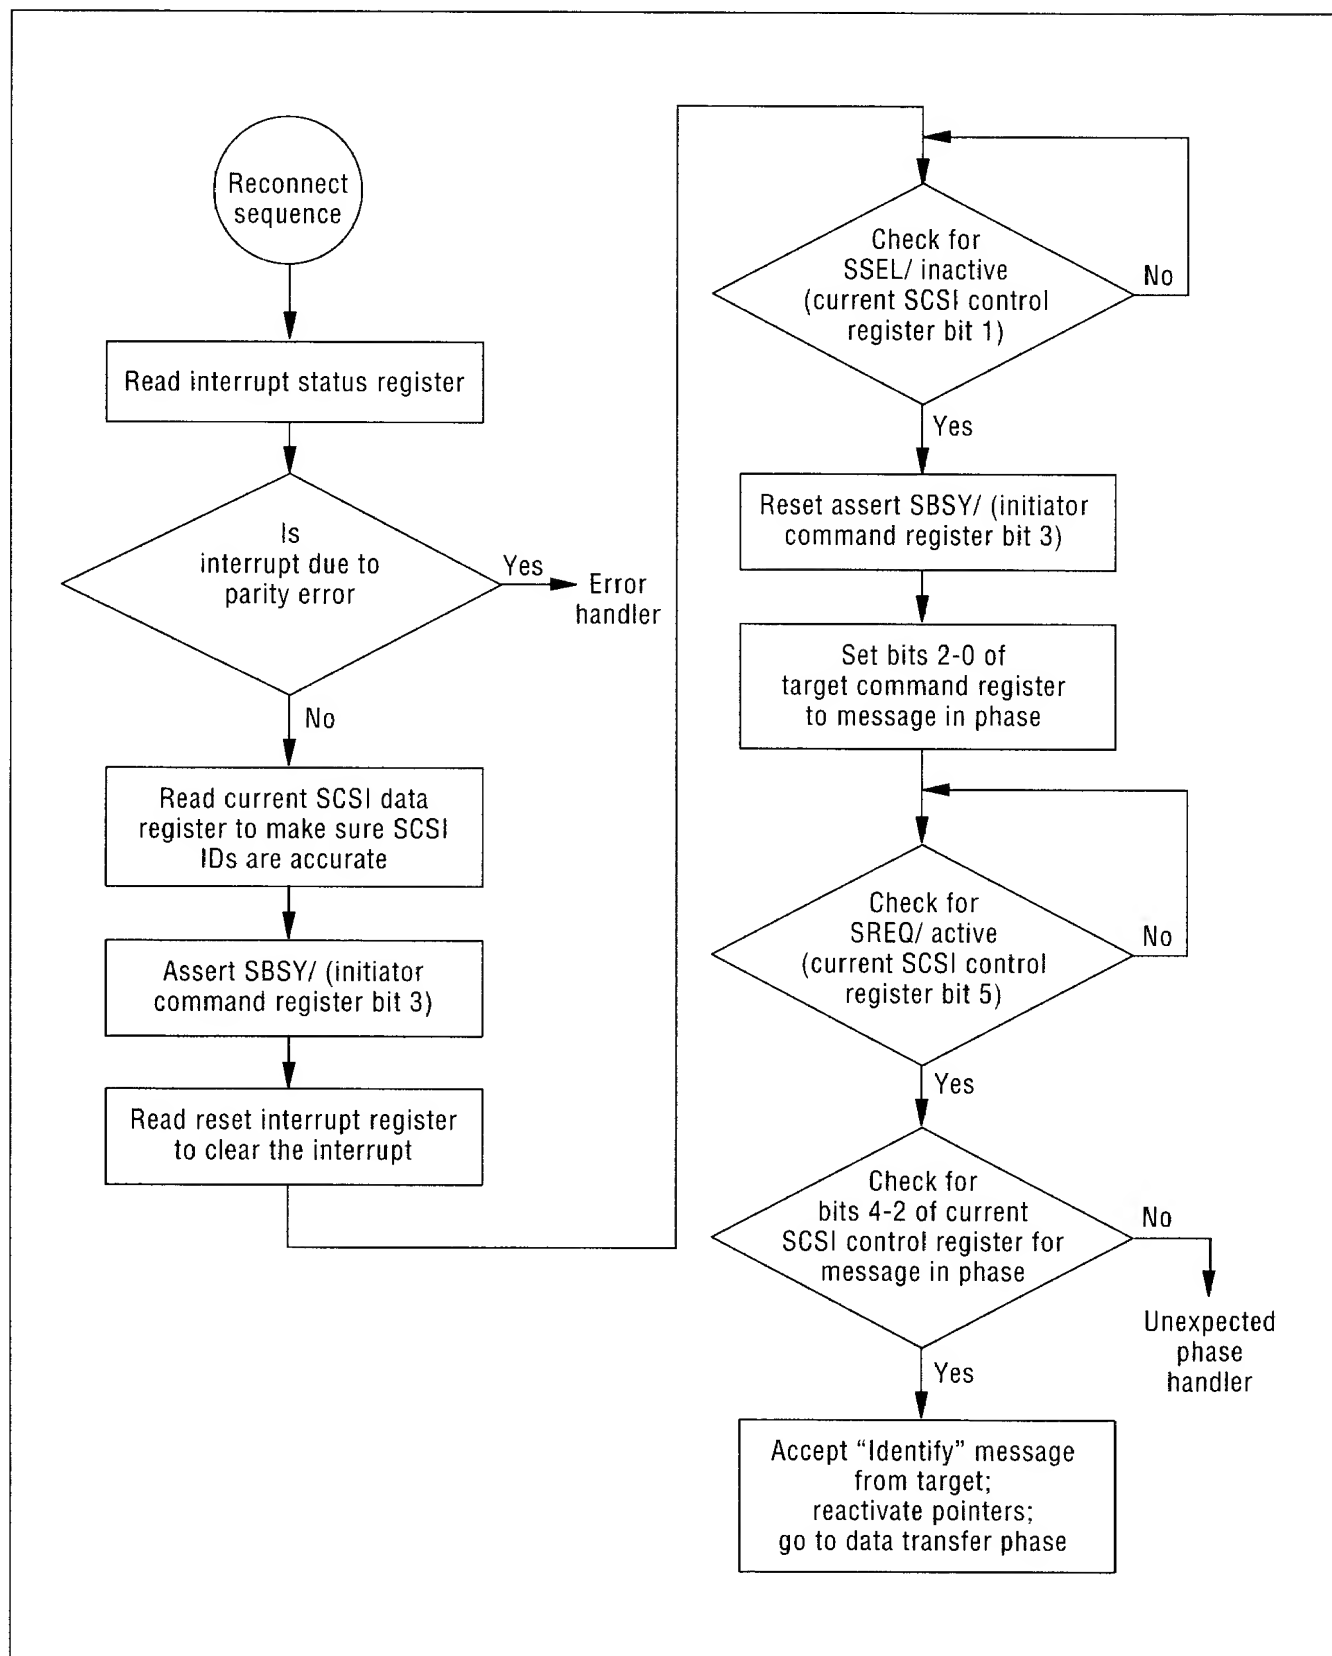 Reconnect
sequence
Read interrupt status register
Is
interrupt due to
parity error
Yes
Error
handler
No
Read current SCSI data
register to make sure SCSI
IDs are accurate
Assert SBSY/ (initiator
command register bit 3)
Read reset interrupt register
to clear the interrupt
Check for
SSEL/ inactive
(current SCSI control
register bit 1)
No
Yes
Reset assert SBSY/ (initiator
command register bit 3)
Set bits 2-0 of
target command register
to message in phase
Check for
SREQ/ active
(current SCSI control
register bit 5)
No
Yes
Check for
bits 4-2 of current
SCSI control register for
message in phase
No
Unexpected
phase
handler
Yes
Accept “Identify” message
from target;
reactivate pointers;
go to data transfer phase